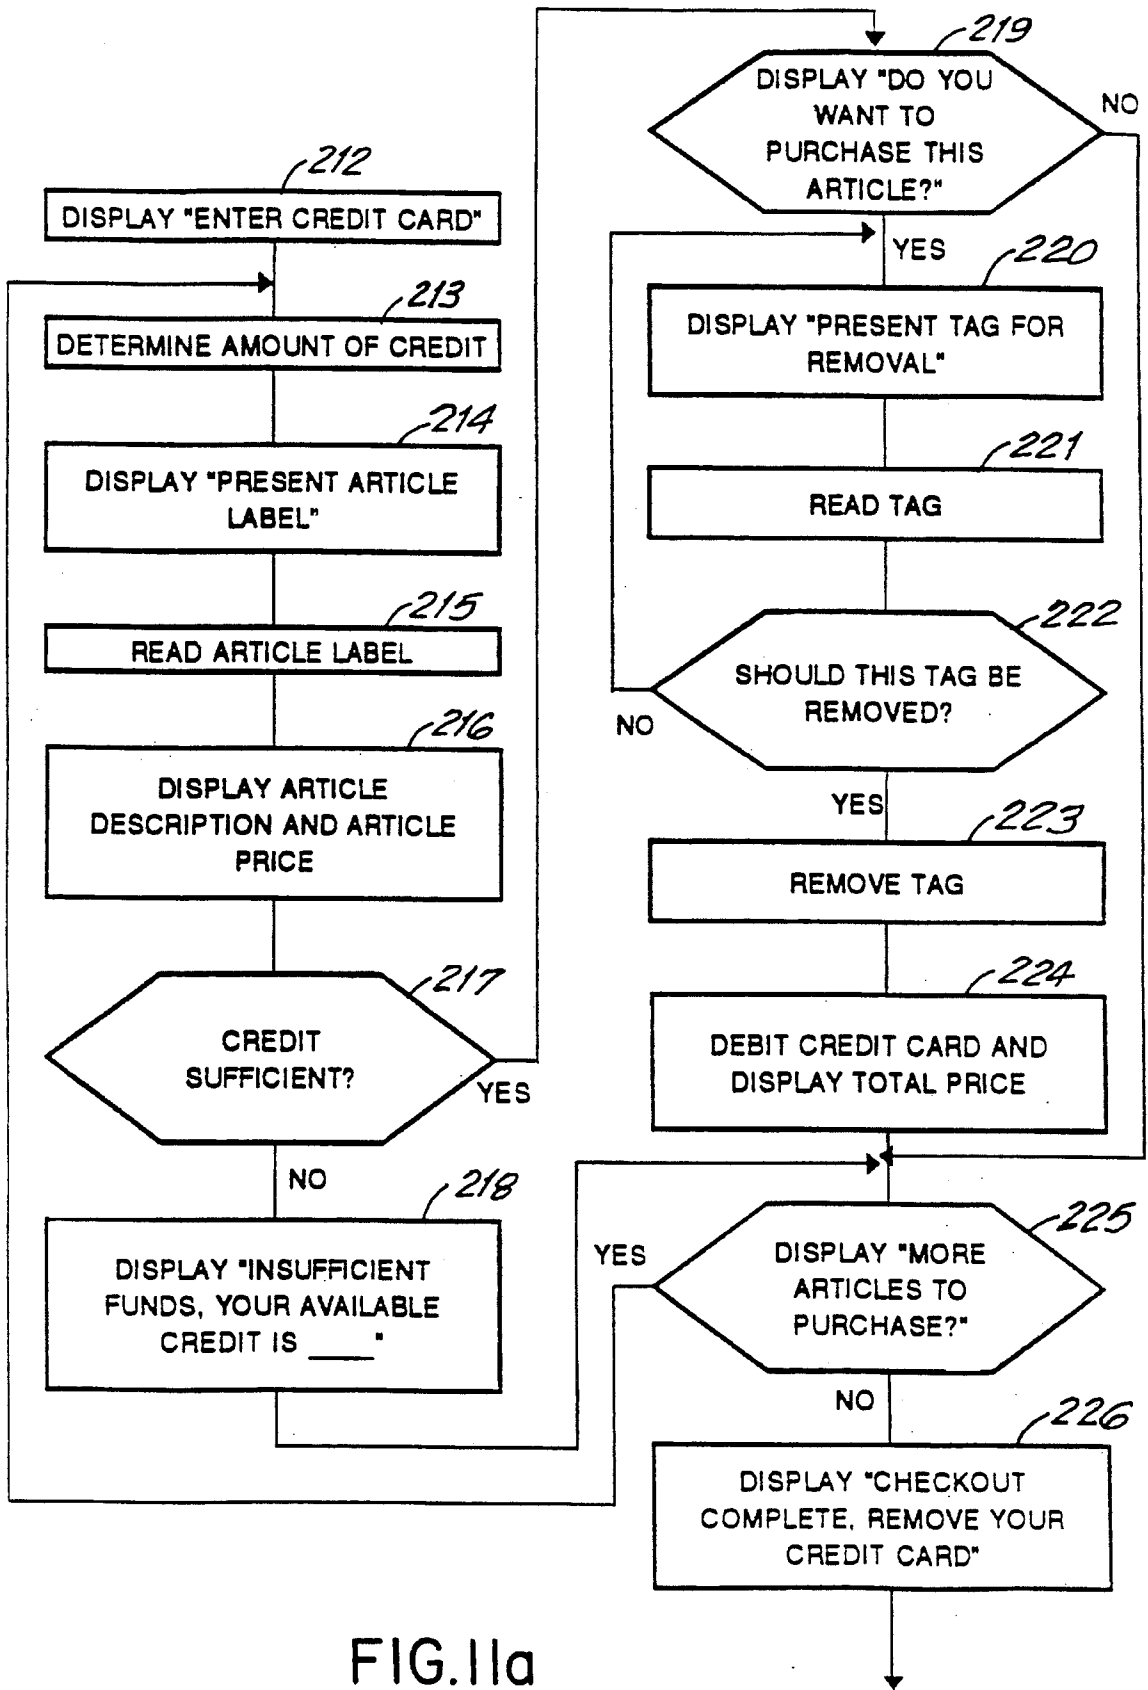 212
DISPLAY "ENTER CREDIT CARD"
213
DETERMINE AMOUNT OF CREDIT
214
DISPLAY "PRESENT ARTICLE
LABEL"
215
READ ARTICLE LABEL
216
DISPLAY ARTICLE
DESCRIPTION AND ARTICLE
PRICE
217
CREDIT
SUFFICIENT?
YES
NO
218
DISPLAY "INSUFFICIENT
FUNDS, YOUR AVAILABLE
CREDIT IS ____"
219
DISPLAY "DO YOU
WANT TO
PURCHASE THIS
ARTICLE?"
NO
YES
220
DISPLAY "PRESENT TAG FOR
REMOVAL"
221
READ TAG
222
SHOULD THIS TAG BE
REMOVED?
NO
YES
223
REMOVE TAG
224
DEBIT CREDIT CARD AND
DISPLAY TOTAL PRICE
225
DISPLAY "MORE
ARTICLES TO
PURCHASE?"
YES
NO
226
DISPLAY "CHECKOUT
COMPLETE, REMOVE YOUR
CREDIT CARD"
FIG.11a